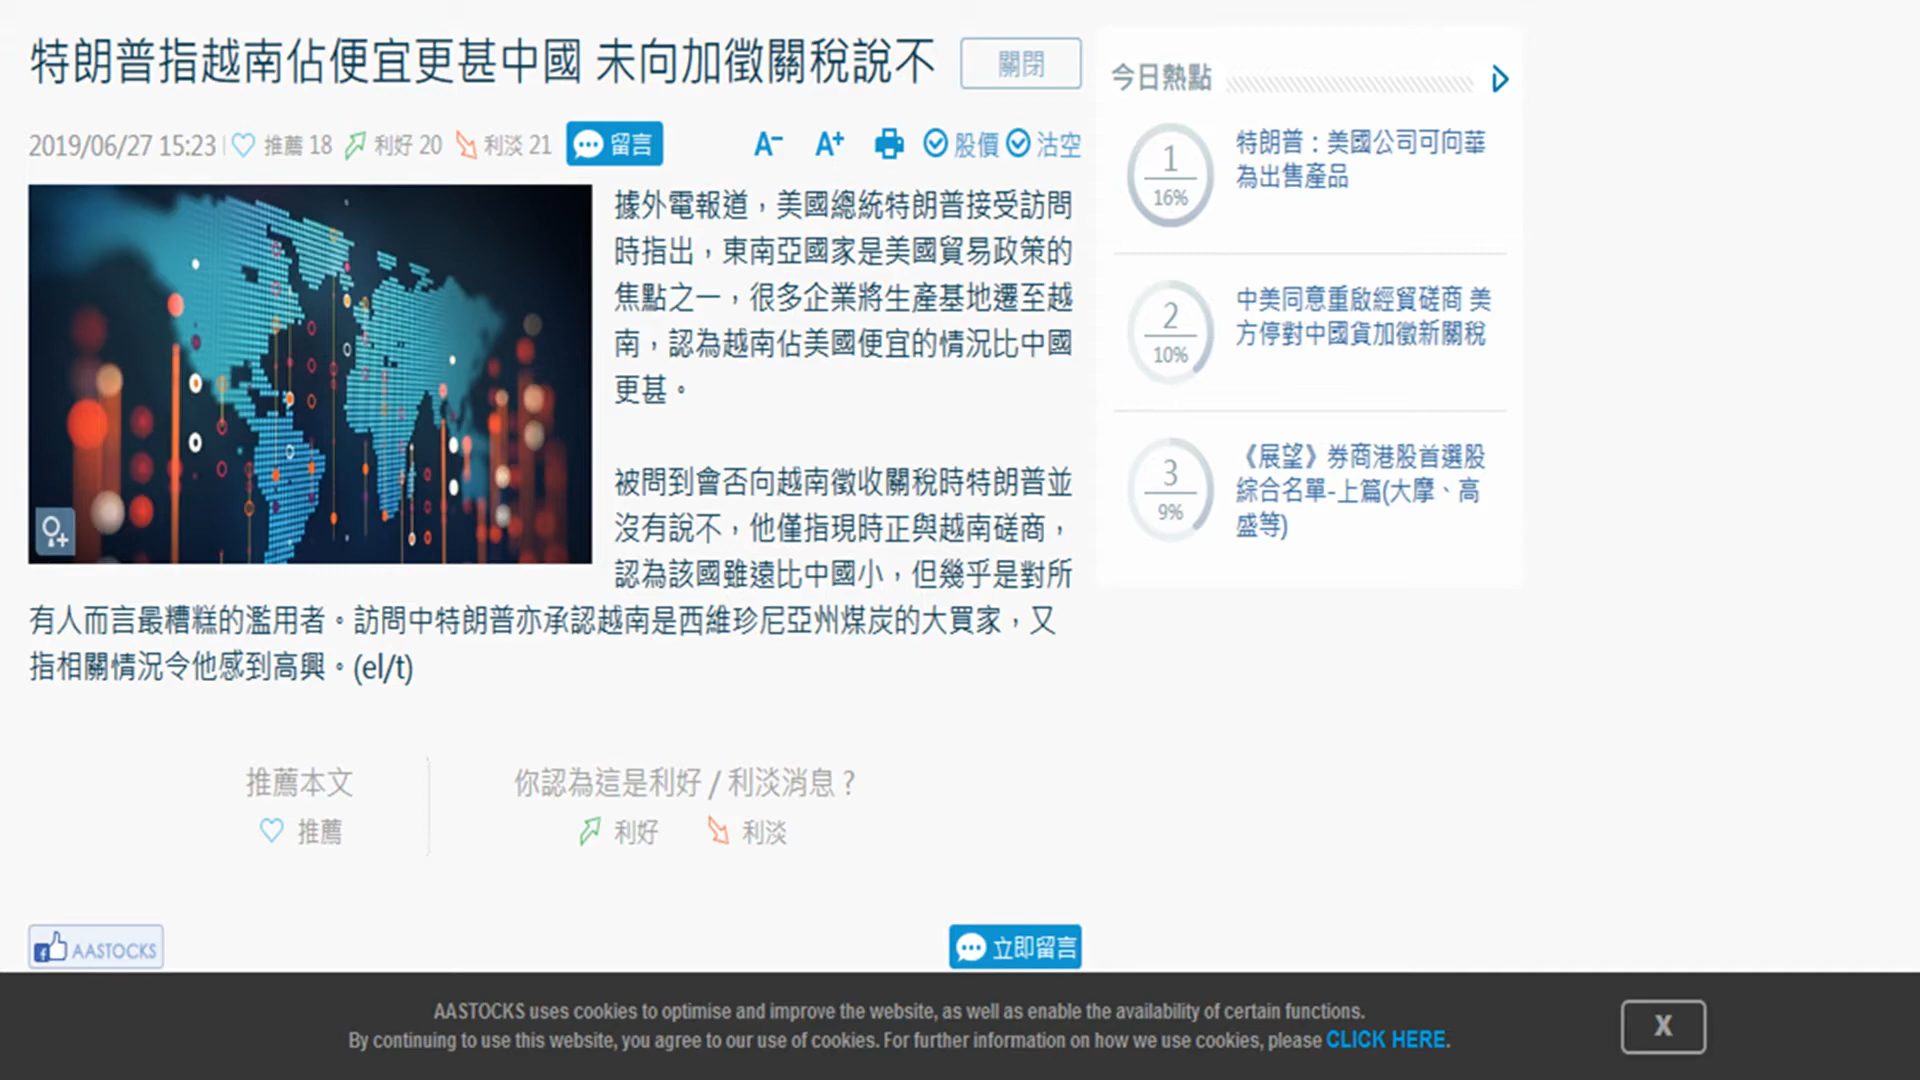 特朗普指越南佔便宜更甚中國 未向加徵關稅說不
關閉
2019/06/27 15:23
推薦 18
利好 20
利淡 21
留言
A-
A+
股價
沽空
據外電報道，美國總統特朗普接受訪問
時指出，東南亞國家是美國貿易政策的
焦點之一，很多企業將生產基地遷至越
南，認為越南佔美國便宜的情況比中國
更甚。
被問到會否向越南徵收關稅時特朗普並
沒有說不，他僅指現時正與越南磋商，
認為該國雖遠比中國小，但幾乎是對所
有人而言最糟糕的濫用者。訪問中特朗普亦承認越南是西維珍尼亞州煤炭的大買家，又
指相關情況令他感到高興。(el/t)
推薦本文
推薦
你認為這是利好 / 利淡消息？
利好
利淡
AASTOCKS
立即留言
今日熱點
1
16%
特朗普：美國公司可向華
為出售產品
2
10%
中美同意重啟經貿磋商 美
方停對中國貨加徵新關稅
3
9%
《展望》券商港股首選股
綜合名單-上篇(大摩、高
盛等)
AASTOCKS uses cookies to optimise and improve the website, as well as enable the availability of certain functions.
By continuing to use this website, you agree to our use of cookies. For further information on how we use cookies, please CLICK HERE.
X